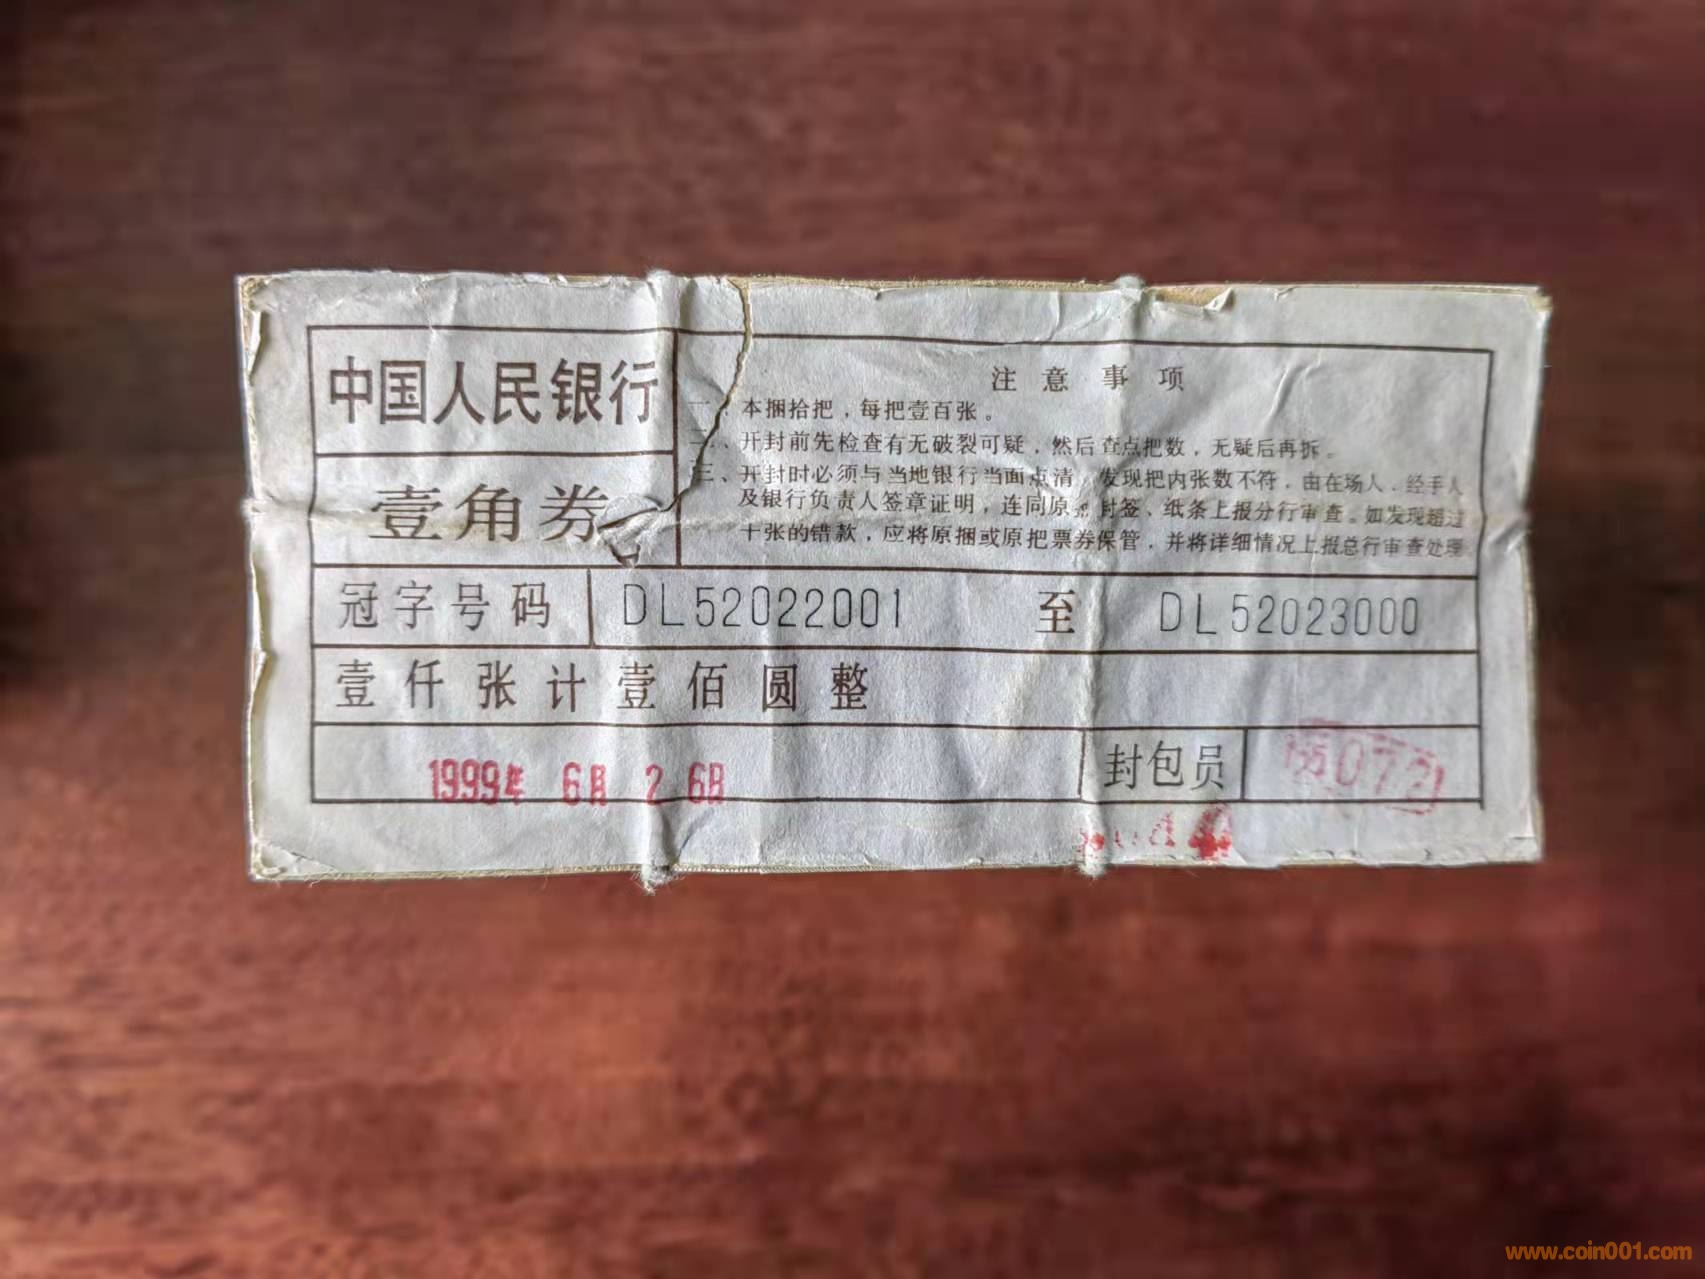 中国人民银行
壹角券
注意事项
一、本捆拾把，每把壹百张。
二、开封前先检查有无破裂可疑，然后查点把数，无疑后再拆。
三、开封时必须与当地银行当面点清，发现把内张数不符，由在场人、经手人
及银行负责人签章证明，连同原封签、纸条上报分行审查。如发现超过
十张的错款，应将原捆或原把票券保管，并将详细情况上报总行审查处理
冠字号码 DL52022001 至 DL52023000
壹仟张计壹佰圆整
1999年 6月 26日 封包员 072
www.coin001.com